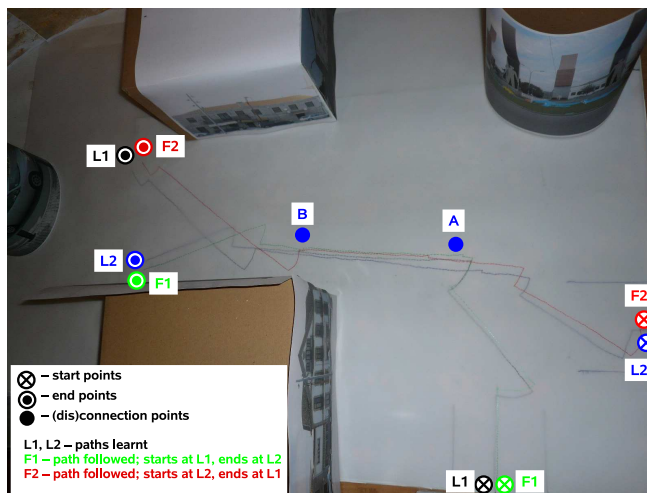 L1
F2
B
A
L2
F1
F2
L2
⊗ – start points
– end points
– (dis)connection points
L1, L2 – paths learnt
F1 – path followed; starts at L1, ends at L2
F2 – path followed; starts at L2, ends at L1
L1
F1